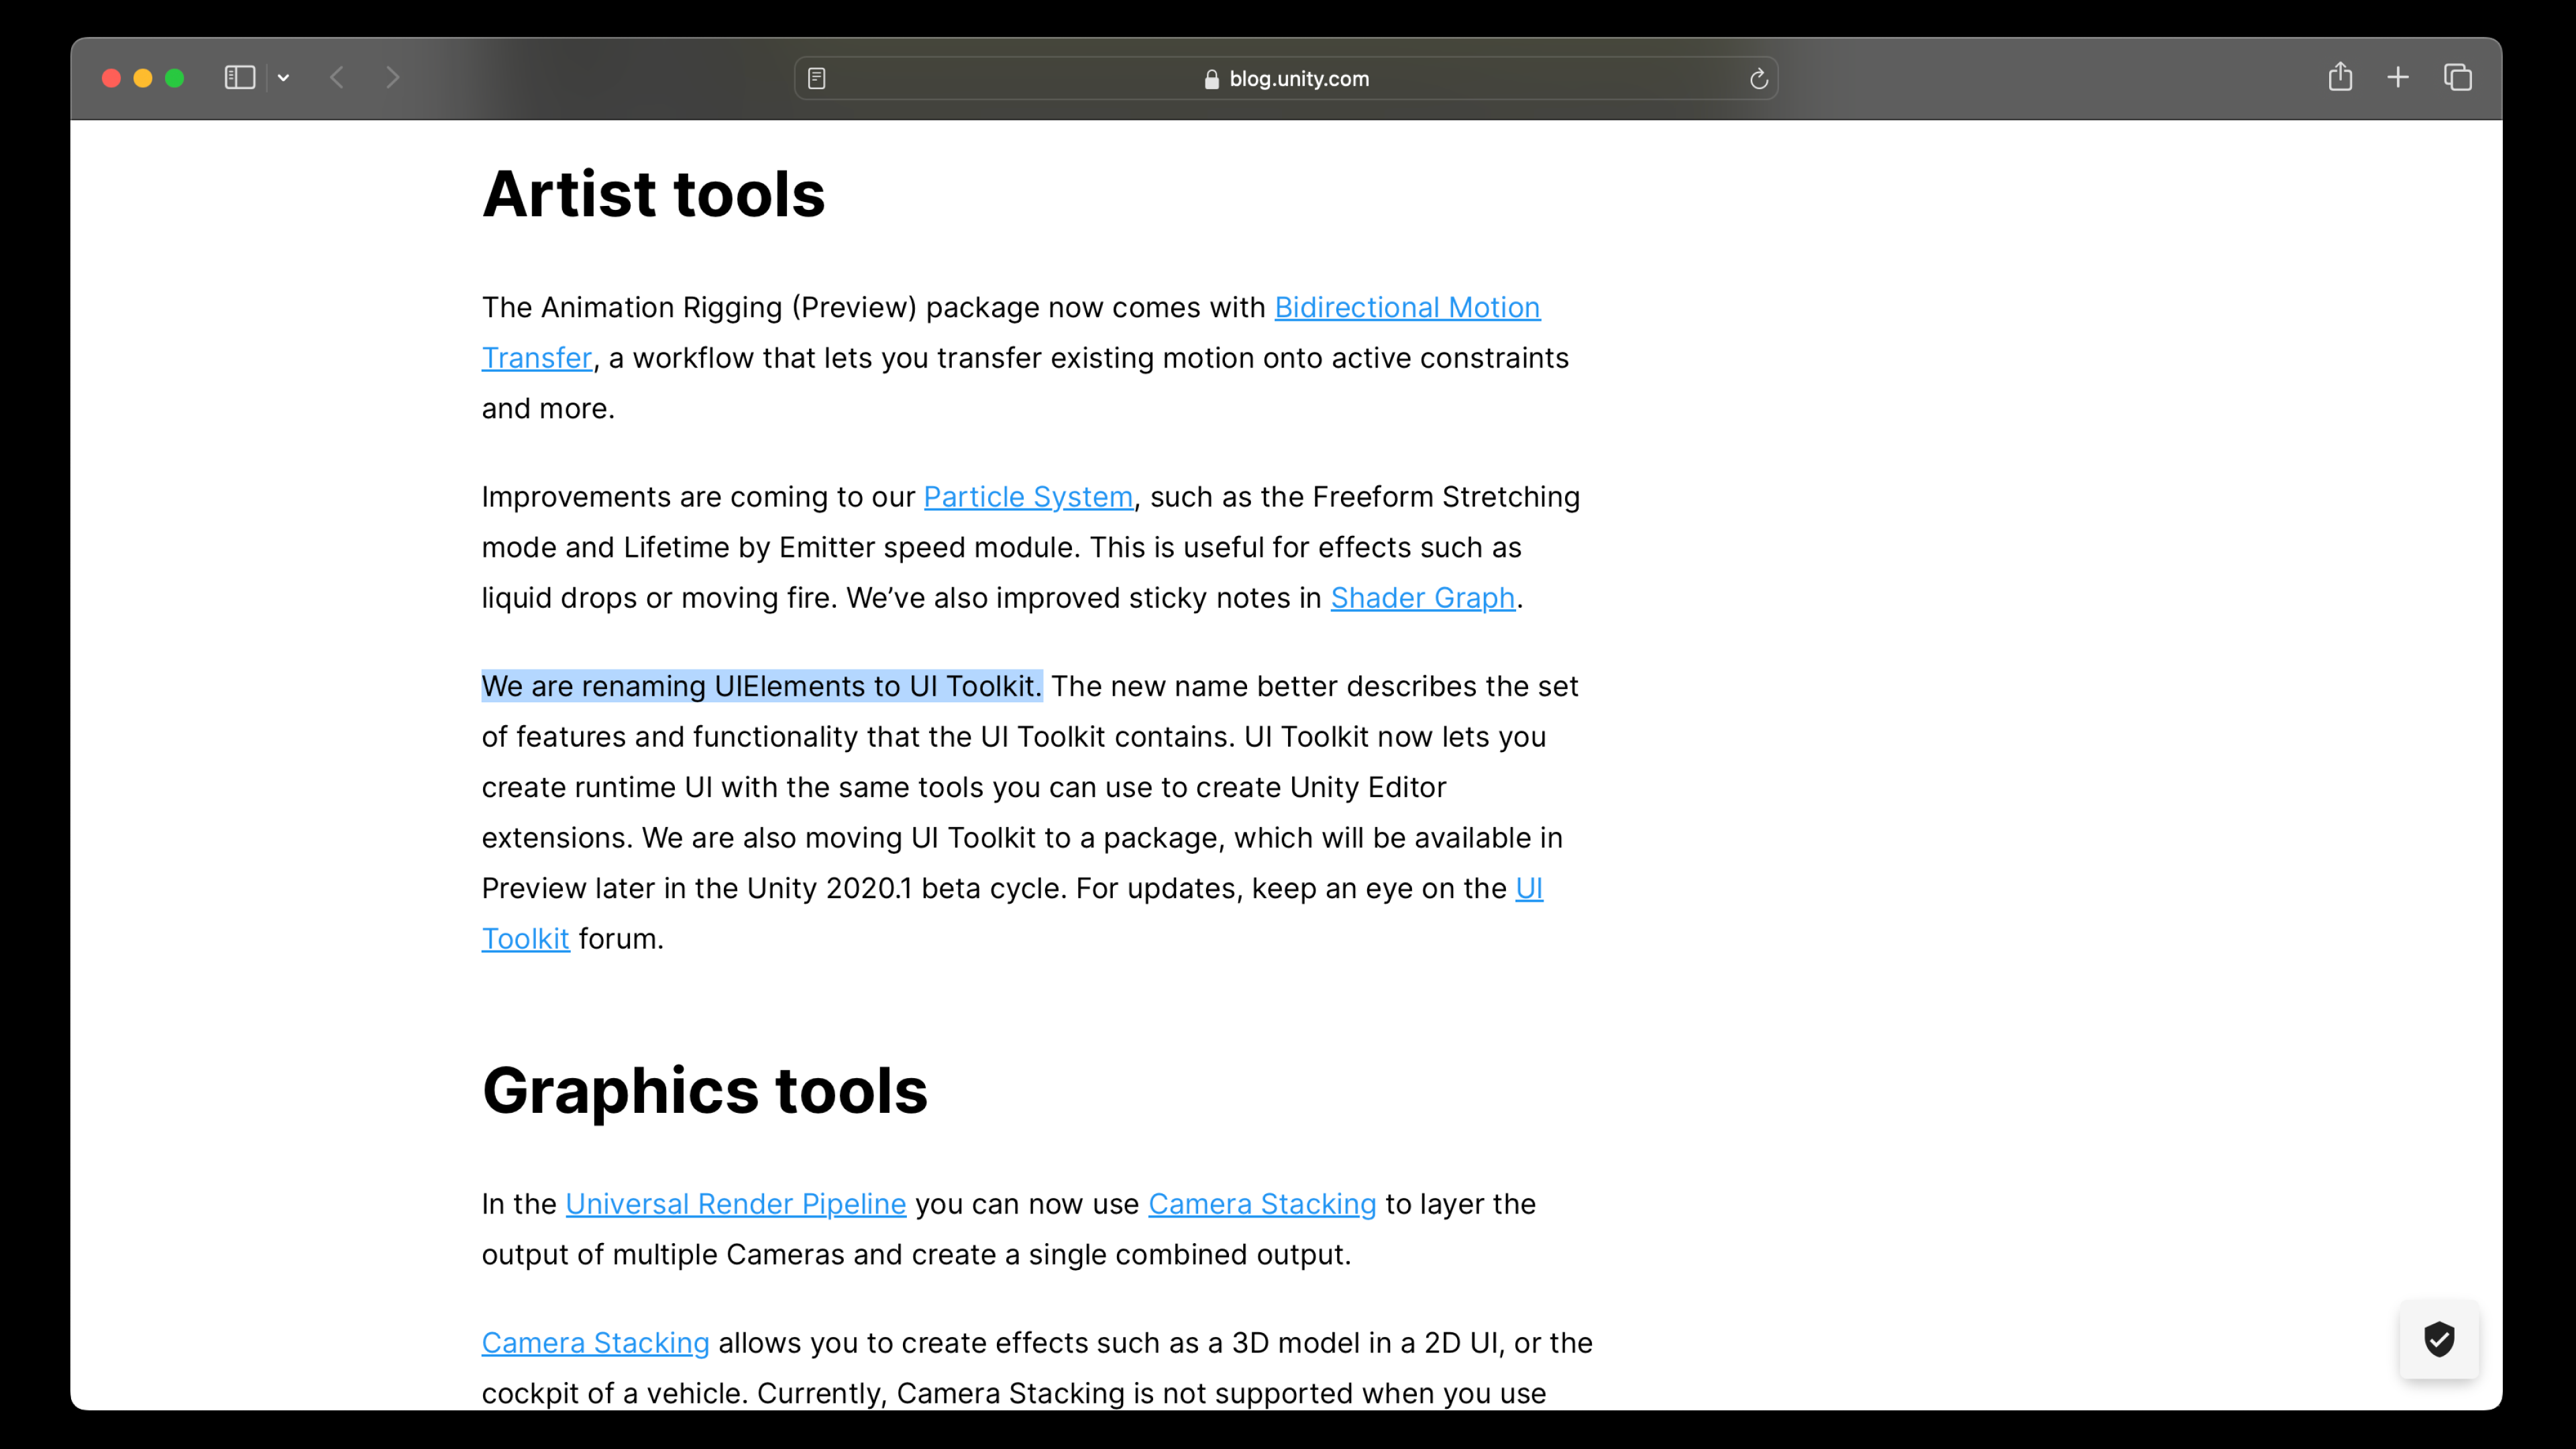 blog.unity.com
Artist tools
The Animation Rigging (Preview) package now comes with Bidirectional Motion
Transfer, a workflow that lets you transfer existing motion onto active constraints
and more.
Improvements are coming to our Particle System, such as the Freeform Stretching
mode and Lifetime by Emitter speed module. This is useful for effects such as
liquid drops or moving fire. We’ve also improved sticky notes in Shader Graph.
We are renaming UIElements to UI Toolkit. The new name better describes the set
of features and functionality that the UI Toolkit contains. UI Toolkit now lets you
create runtime UI with the same tools you can use to create Unity Editor
extensions. We are also moving UI Toolkit to a package, which will be available in
Preview later in the Unity 2020.1 beta cycle. For updates, keep an eye on the UI
Toolkit forum.
Graphics tools
In the Universal Render Pipeline you can now use Camera Stacking to layer the
output of multiple Cameras and create a single combined output.
Camera Stacking allows you to create effects such as a 3D model in a 2D UI, or the
cockpit of a vehicle. Currently, Camera Stacking is not supported when you use